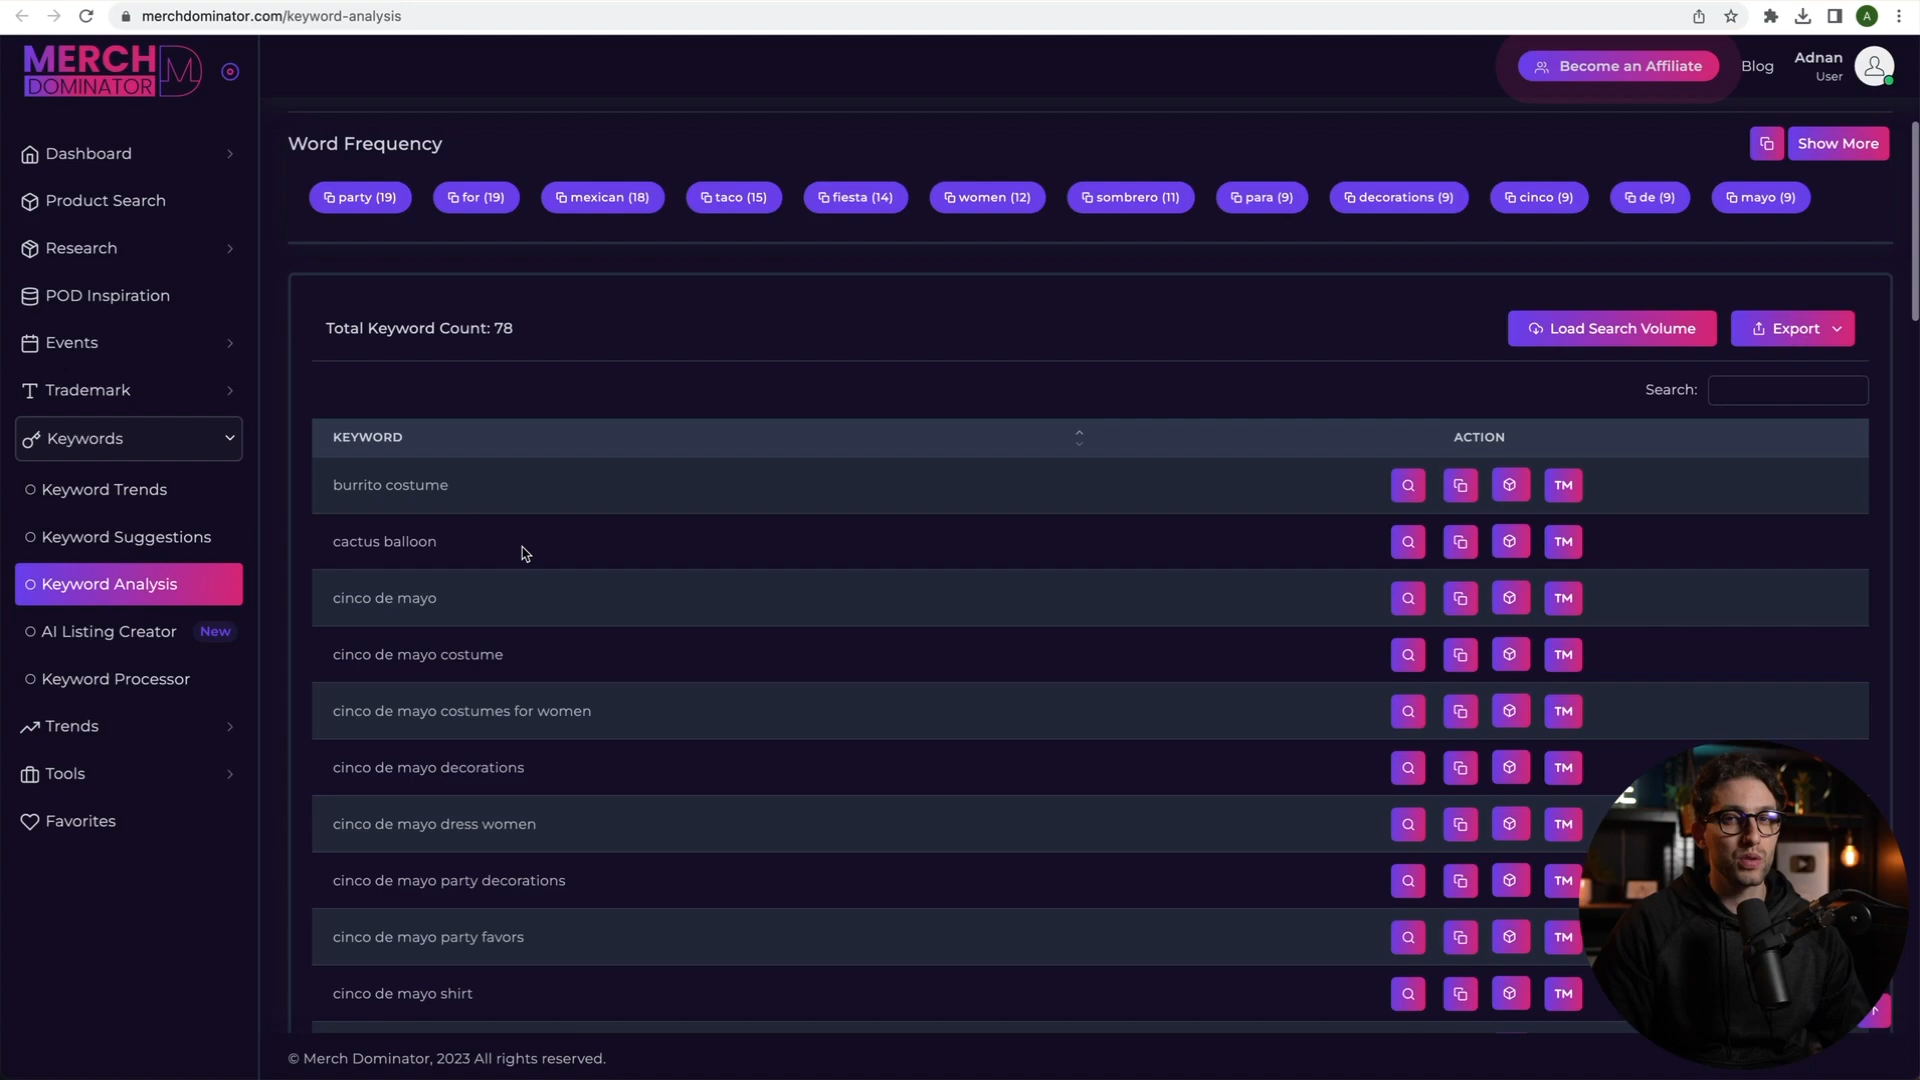 merchdominator.com/keyword-analysis
A
MERCH
DOMINATOR
Become an Affiliate
Blog
Adnan
User
Dashboard
Product Search
Research
POD Inspiration
Events
Trademark
Keywords
Keyword Trends
Keyword Suggestions
Keyword Analysis
AI Listing Creator New
Keyword Processor
Trends
Tools
Favorites
Word Frequency
Show More
party (19) for (19) mexican (18) taco (15) fiesta (14) women (12) sombrero (11) para (9) decorations (9) cinco (9) de (9) mayo (9)
Total Keyword Count: 78
Load Search Volume
Export
Search:
KEYWORD ACTION
burrito costume TM
cactus balloon TM
cinco de mayo TM
cinco de mayo costume TM
cinco de mayo costumes for women TM
cinco de mayo decorations TM
cinco de mayo dress women TM
cinco de mayo party decorations TM
cinco de mayo party favors TM
cinco de mayo shirt TM
© Merch Dominator, 2023 All rights reserved.